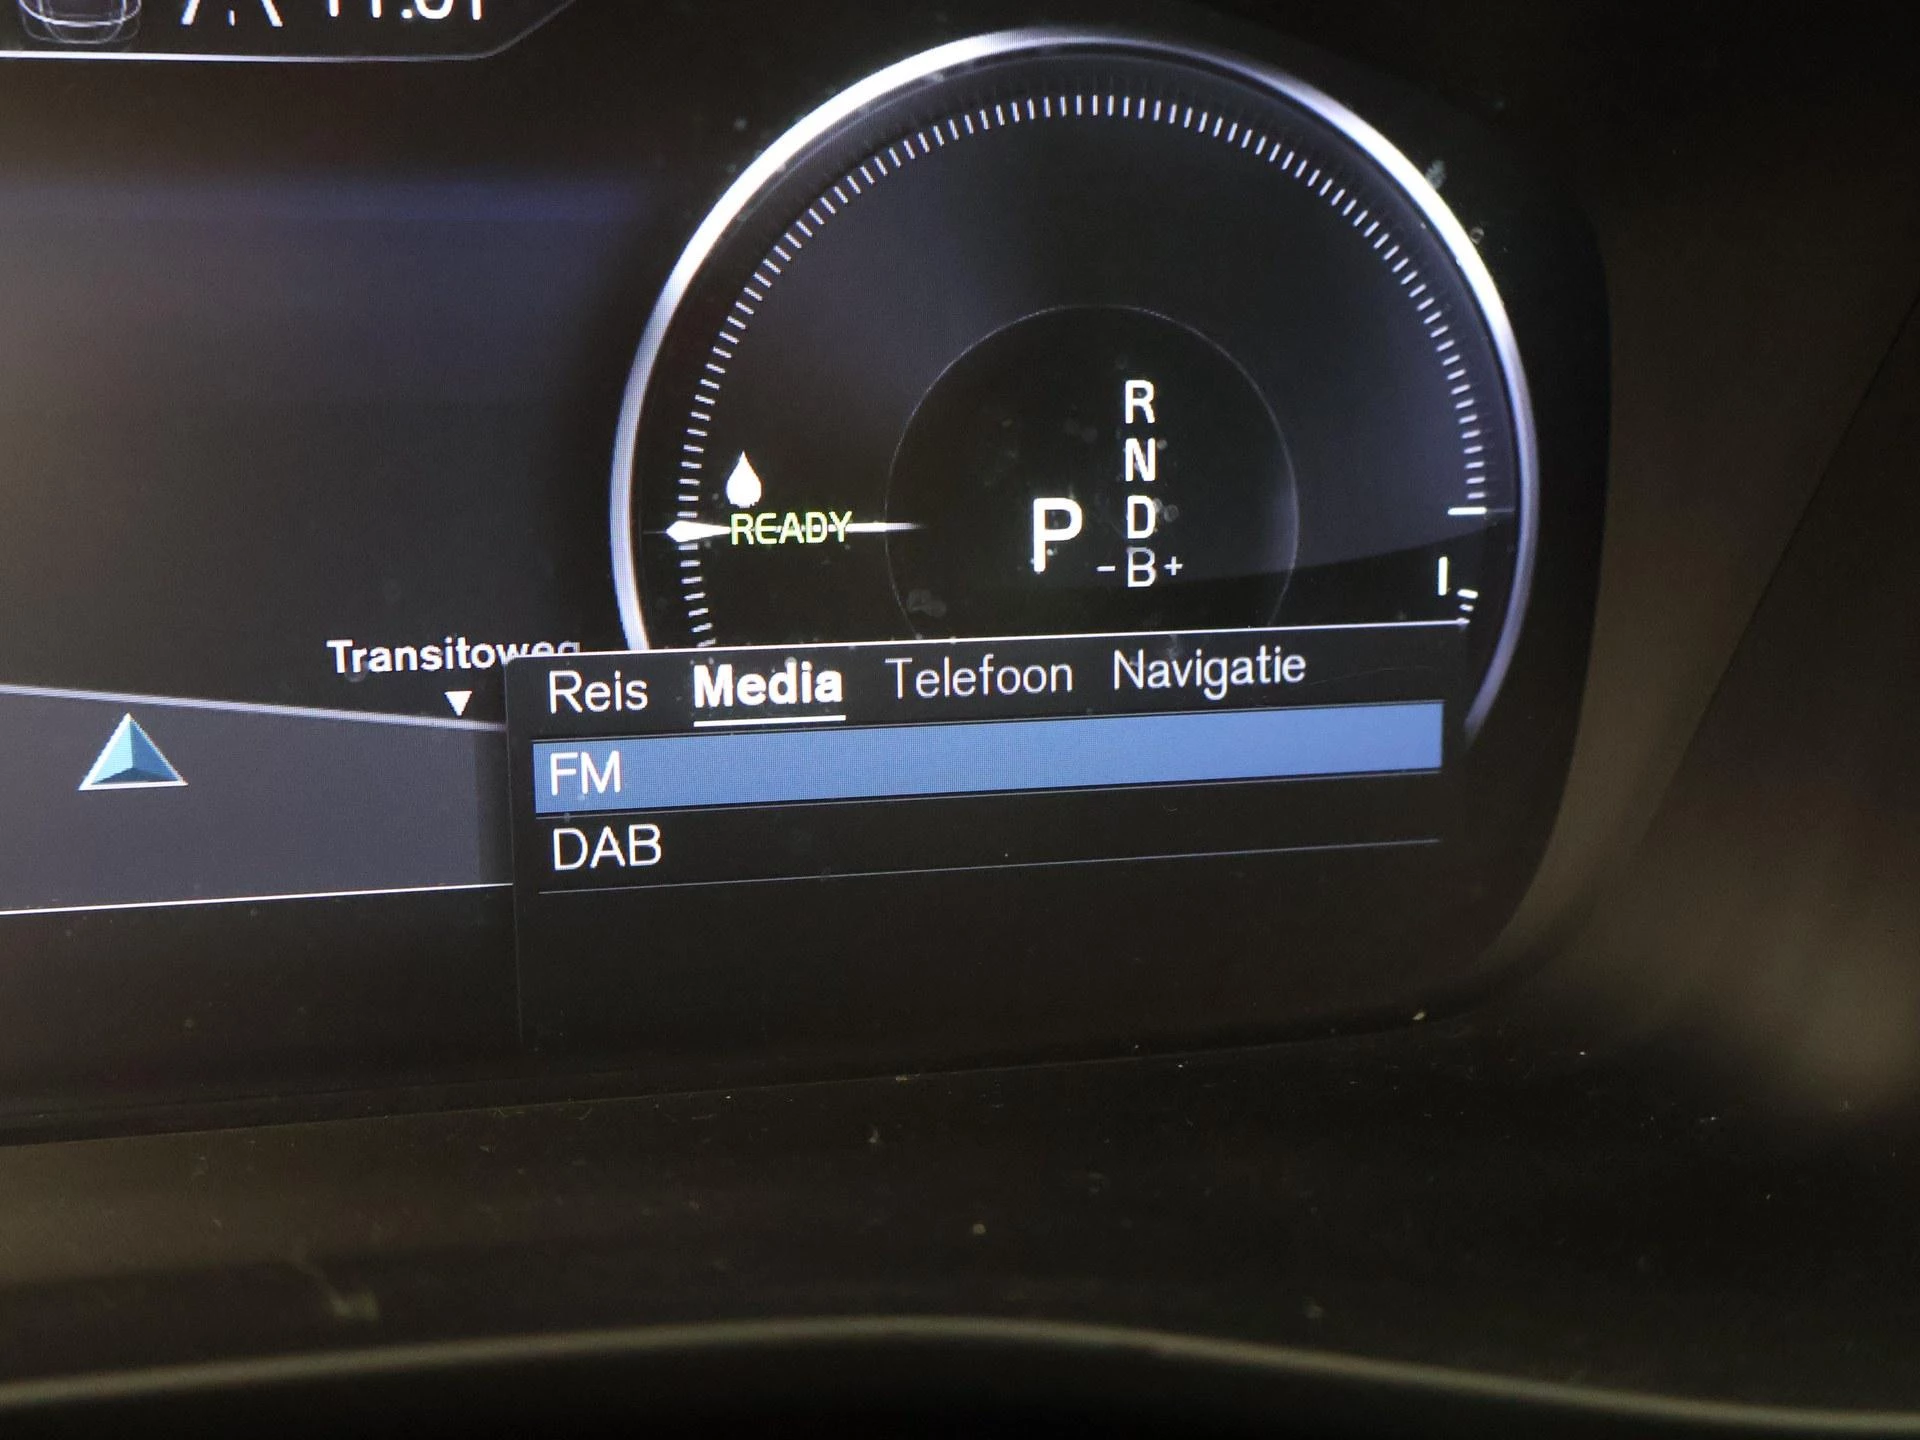 R
N
D
P
-B+
READY
Transitoweg
Reis Media Telefoon Navigatie
FM
DAB